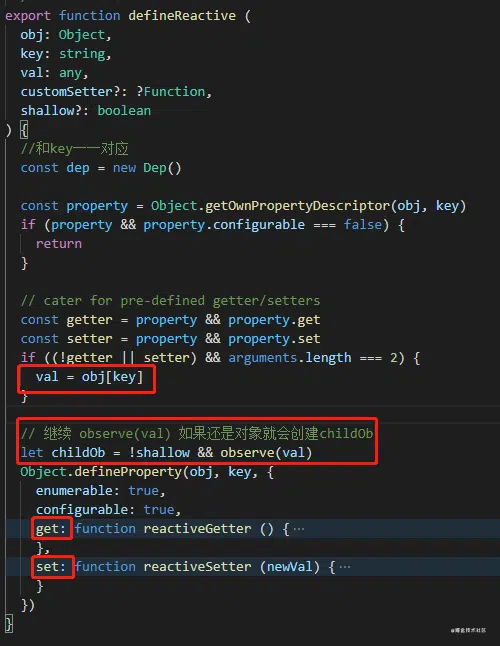 export function defineReactive (
obj: Object,
key: string,
val: any,
customSetter?: ?Function,
shallow?: boolean
) {
//和key一一对应
const dep = new Dep()
const property = Object.getOwnPropertyDescriptor(obj, key)
if (property && property.configurable === false) {
return
}
// cater for pre-defined getter/setters
const getter = property && property.get
const setter = property && property.set
if ((!getter || setter) && arguments.length === 2) {
val = obj[key]
}
// 继续 observe(val) 如果还是对象就会创建childOb
let childOb = !shallow && observe(val)
Object.defineProperty(obj, key, {
enumerable: true,
configurable: true,
get: function reactiveGetter () {…
},
set: function reactiveSetter (newVal) {…
}
})
}
@稀土掘金技术社区